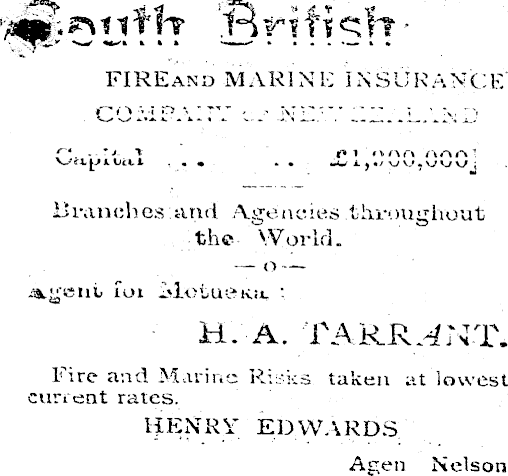 South British
FIRE AND MARINE INSURANCE
COMPANY OF NEW ZEALAND
Capital .. .. £1,900,000]
Branches and Agencies throughout
the World.
—o—
Agent for Motueka :
H. A. TARRANT.
Fire and Marine Risks taken at lowest
current rates.
HENRY EDWARDS
Agen Nelson